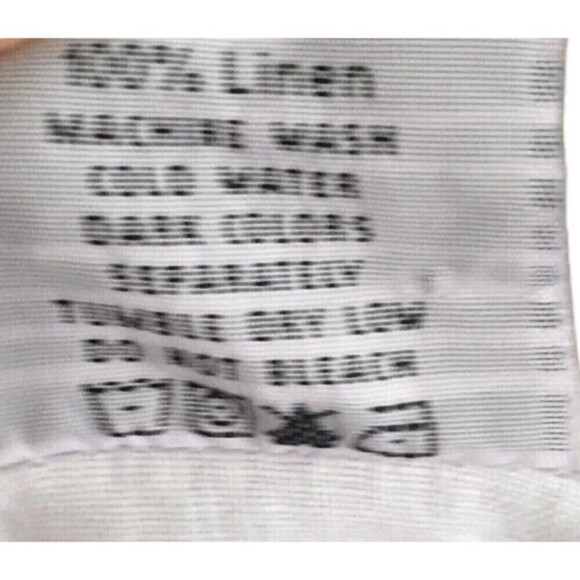 100% Linen
MACHINE WASH
COLD WATER
DARK COLORS
SEPARATELY
TUMBLE DRY LOW
DO NOT BLEACH